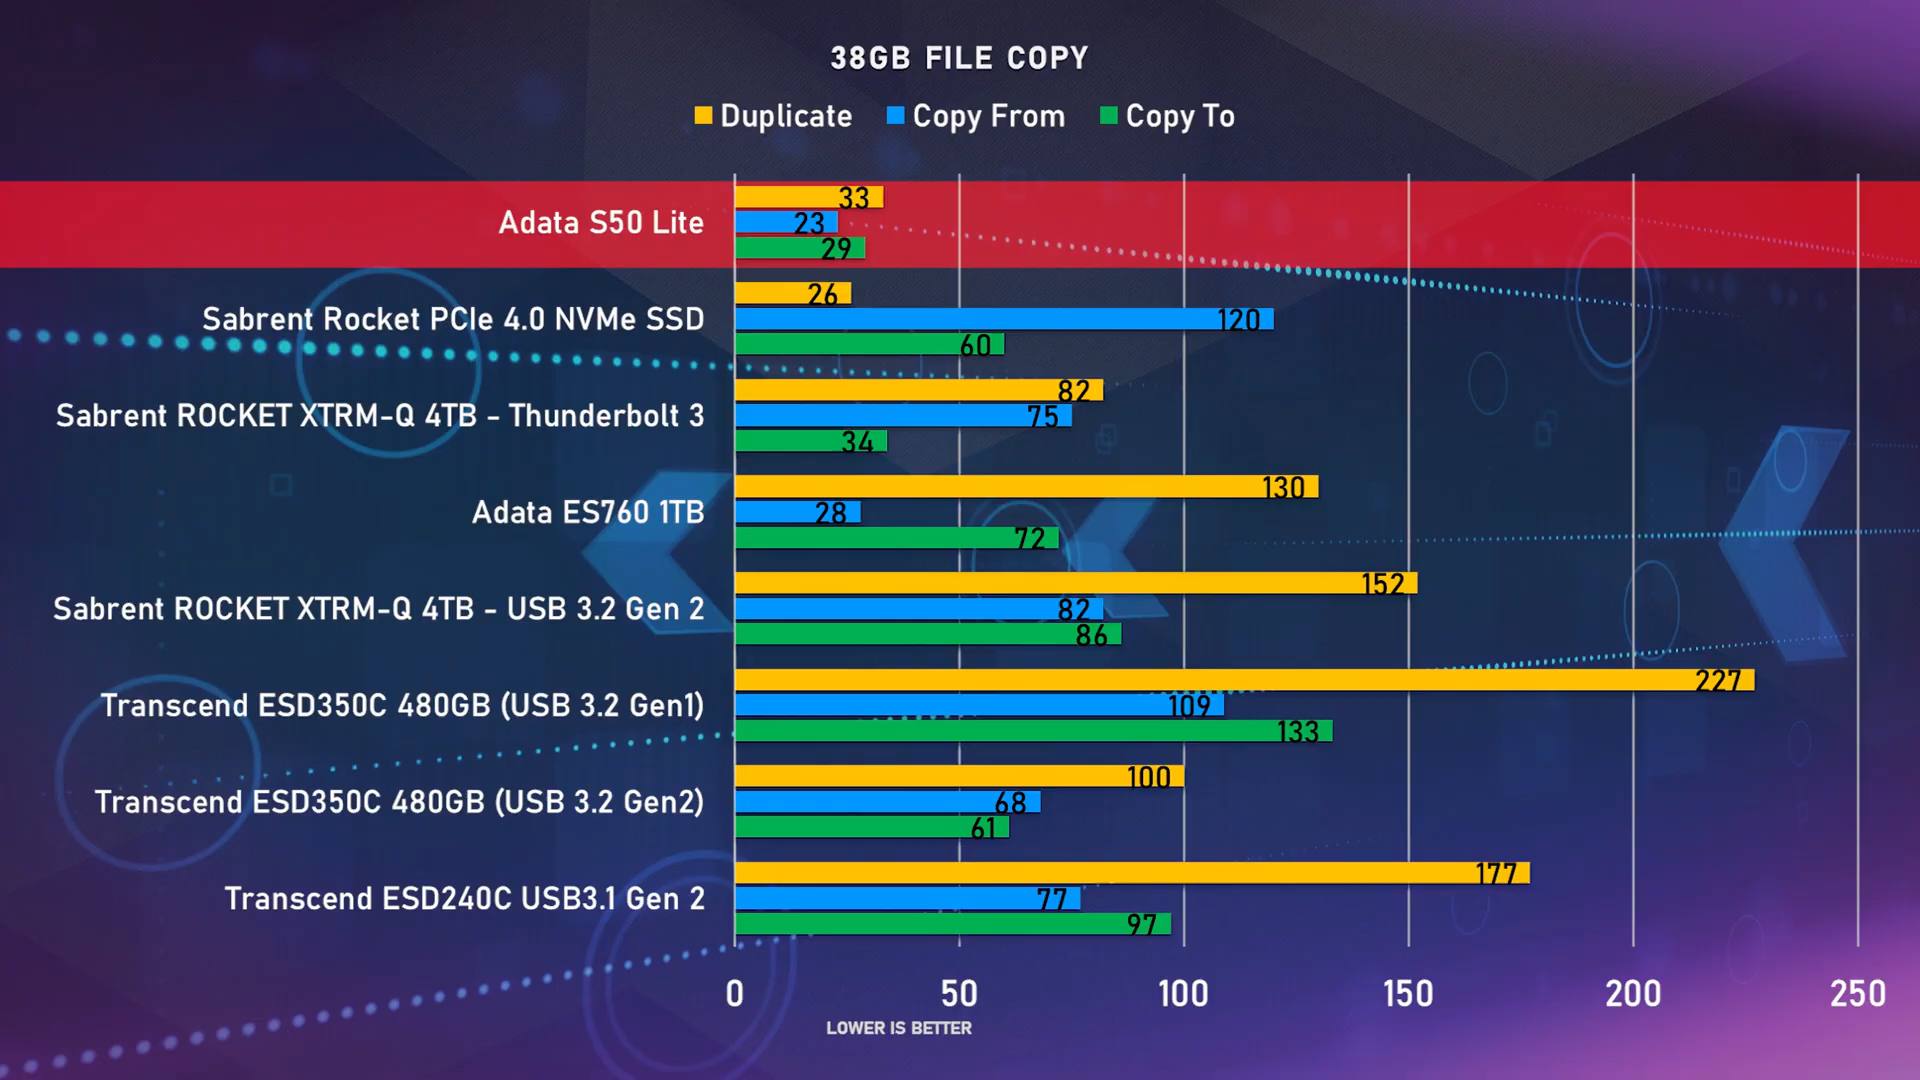 38GB FILE COPY
Duplicate Copy From Copy To
Adata S50 Lite
33
23
29
Sabrent Rocket PCIe 4.0 NVMe SSD
26
120
60
Sabrent ROCKET XTRM-Q 4TB - Thunderbolt 3
82
75
34
Adata ES760 1TB
130
28
72
Sabrent ROCKET XTRM-Q 4TB - USB 3.2 Gen 2
152
82
86
Transcend ESD350C 480GB (USB 3.2 Gen1)
227
109
133
Transcend ESD350C 480GB (USB 3.2 Gen2)
100
68
61
Transcend ESD240C USB3.1 Gen 2
177
77
97
0 50 100 150 200 250
LOWER IS BETTER